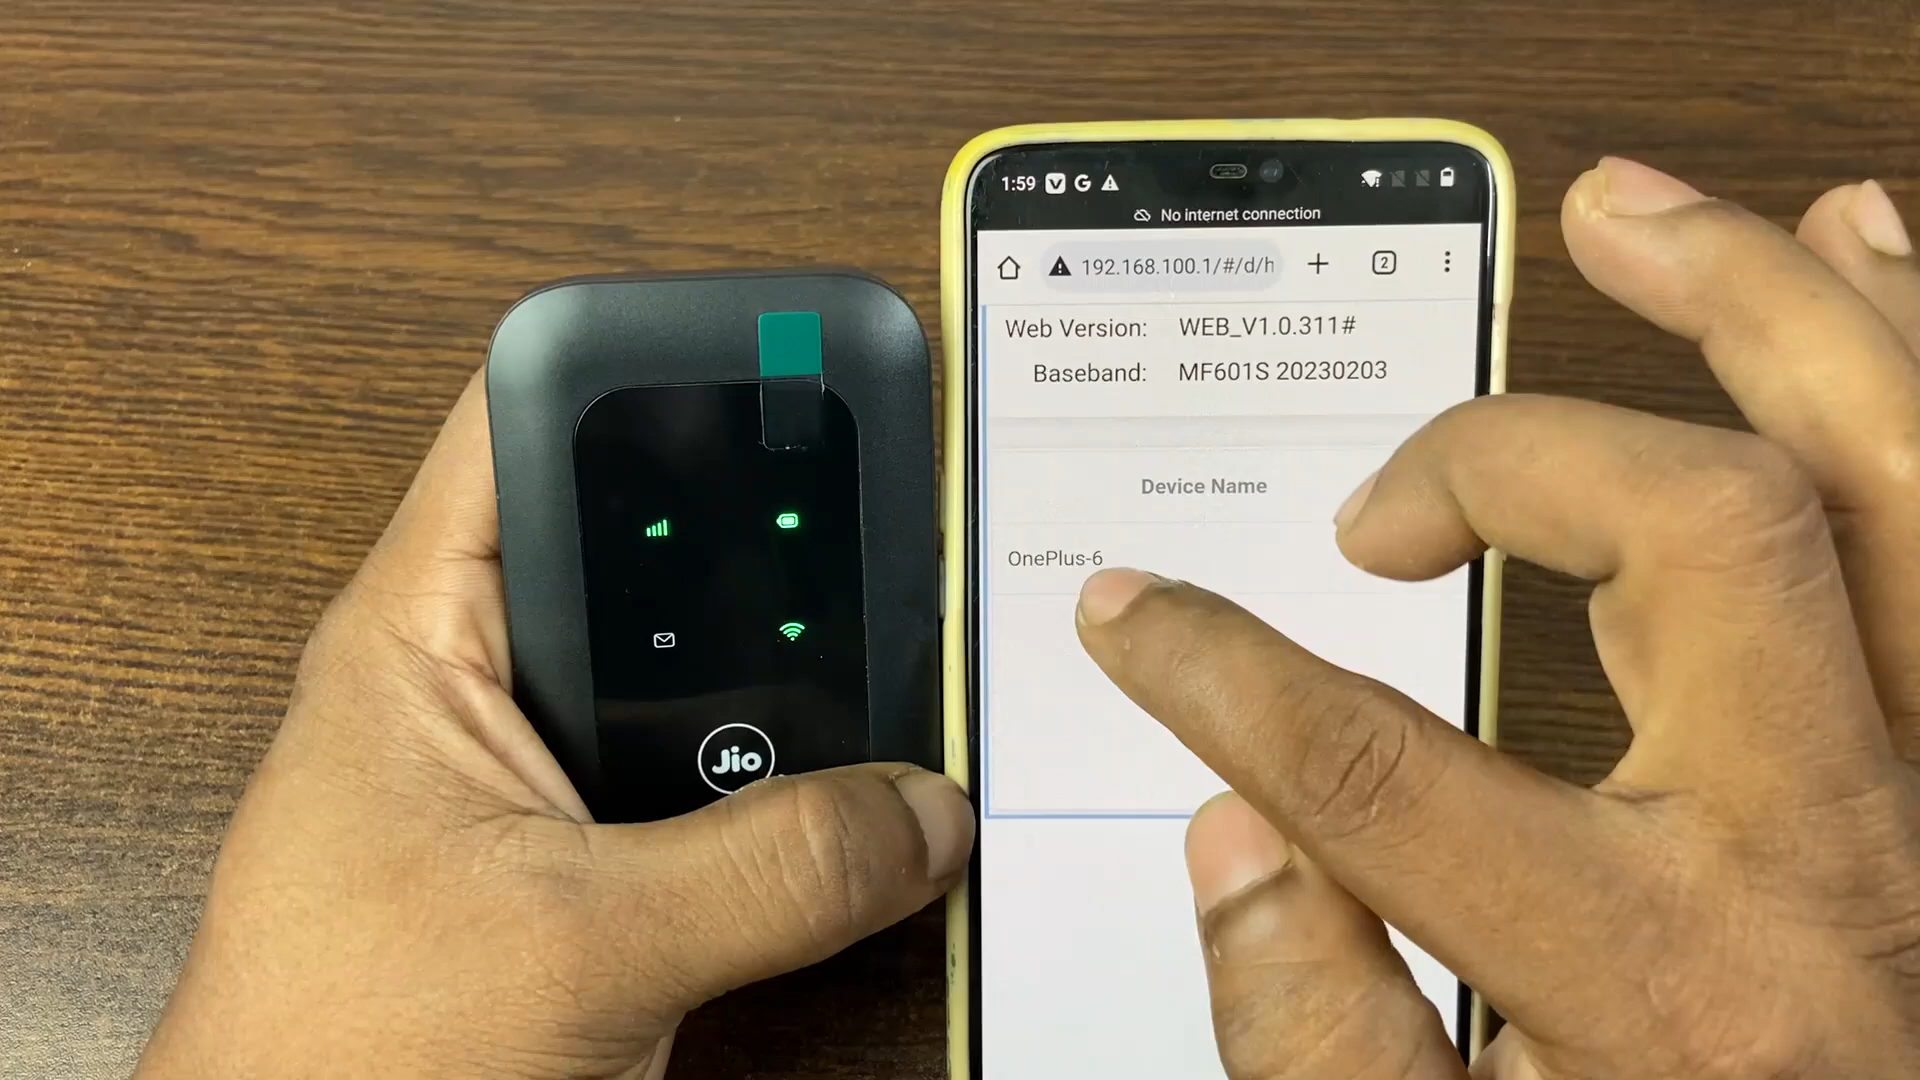 1:59
No internet connection
192.168.100.1/#/d/h
2
Web Version: WEB_V1.0.311#
Baseband: MF601S 20230203
Device Name
OnePlus-6
Jio